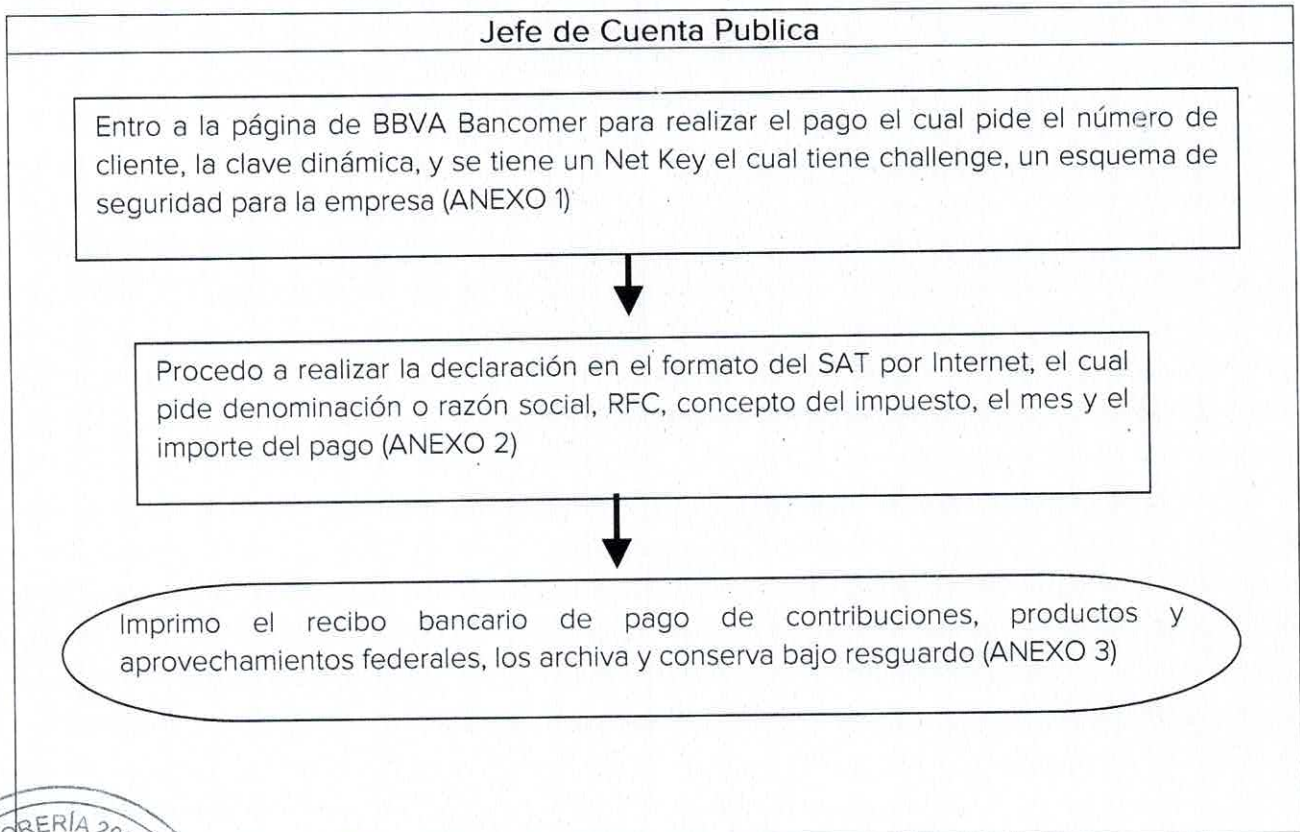 Jefe de Cuenta Publica
Entro a la página de BBVA Bancomer para realizar el pago el cual pide el número de
cliente, la clave dinámica, y se tiene un Net Key el cual tiene challenge, un esquema de
seguridad para la empresa (ANEXO 1)
Procedo a realizar la declaración en el formato del SAT por Internet, el cual
pide denominación o razón social, RFC, concepto del impuesto, el mes y el
importe del pago (ANEXO 2)
Imprimo el recibo bancario de pago de contribuciones, productos y
aprovechamientos federales, los archiva y conserva bajo resguardo (ANEXO 3)